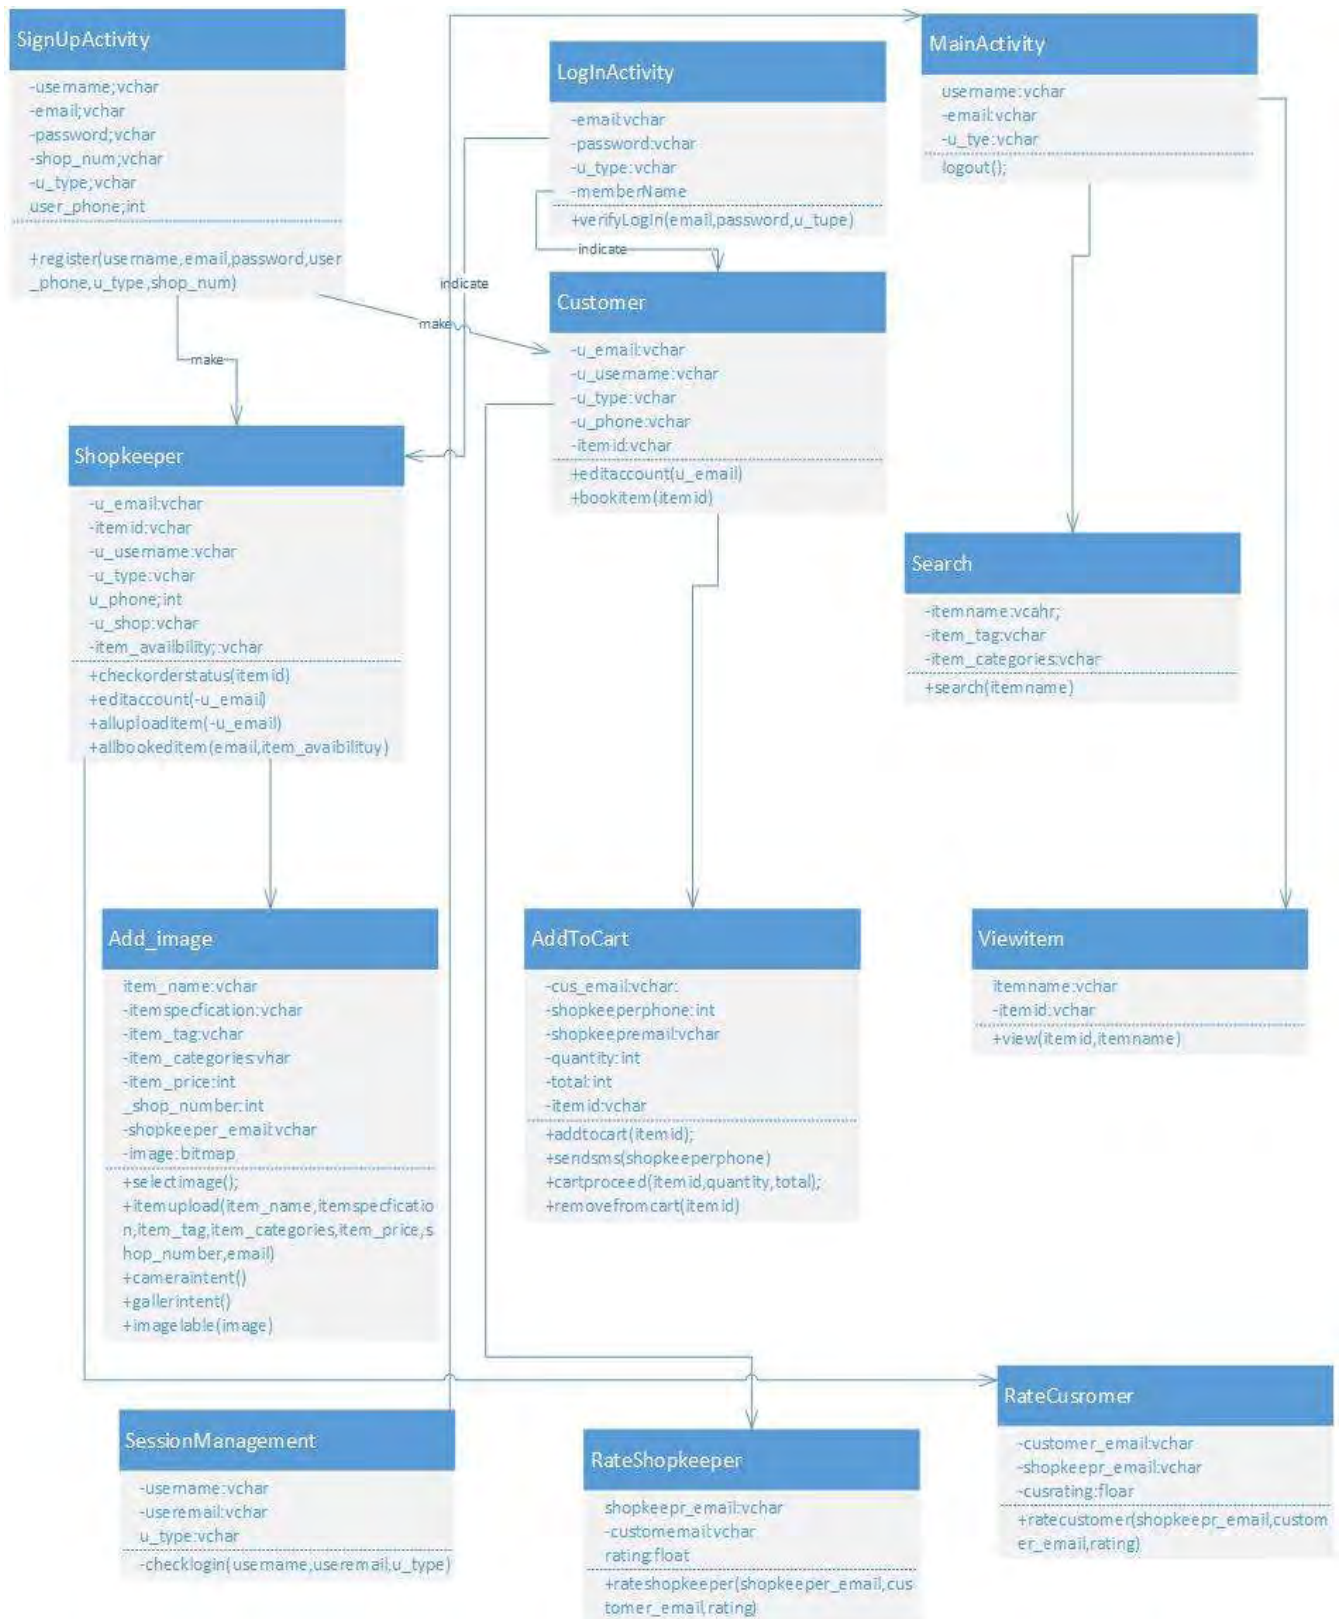 SignUpActivity
-username;vchar
-email;vchar
-password;vchar
-shop_num;vchar
-u_type;vchar
user_phone;int
+register(username,email,password,user
_phone,u_type,shop_num)
LogInActivity
-email:vchar
-password:vchar
-u_type:vchar
-memberName
+verifyLogIn(email,password,u_tupe)
MainActivity
username:vchar
-email:vchar
-u_tye:vchar
logout();
indicate
indicate
make
make
Customer
-u_email:vchar
-u_username:vchar
-u_type:vchar
-u_phone:vchar
-itemid:vchar
+editaccount(u_email)
+bookitem(itemid)
Shopkeeper
-u_email:vchar
-itemid:vchar
-u_username:vchar
-u_type:vchar
u_phone;int
-u_shop:vchar
-item_availbility;:vchar
+checkorderstatus(itemid)
+editaccount(-u_email)
+alluploaditem(-u_email)
+allbookeditem(email,item_avaibilituy)
Search
-itemname:vcahr;
-item_tag:vchar
-item_categories:vchar
+search(itemname)
Add_image
item_name:vchar
-itemspecfication:vchar
-item_tag:vchar
-item_categories:vhar
-item_price:int
_shop_number:int
-shopkeeper_email:vchar
-image:bitmap
+selectimage();
+itemupload(item_name,itemspecficatio
n,item_tag,item_categories,item_price,s
hop_number,email)
+cameraintent()
+gallerintent()
+imagelable(image)
AddToCart
-cus_email:vchar:
-shopkeeperphone:int
-shopkeepremail:vchar
-quantity:int
-total:int
-itemid:vchar
+addtocart(itemid);
+sendsms(shopkeeperphone)
+cartproceed(itemid,quantity,total);
+removefromcart(itemid)
Viewitem
itemname:vchar
-itemid:vchar
+view(itemid,itemname)
SessionManagement
-username:vchar
-useremail:vchar
u_type:vchar
-checklogin(username,useremail,u_type)
RateShopkeeper
shopkeepr_email:vchar
-customemail:vchar
rating:float
+rateshopkeeper(shopkeeper_email,cus
tomer_email,rating)
RateCusromer
-customer_email:vchar
-shopkeepr_email:vchar
-cusrating:floar
+ratecustomer(shopkeepr_email,custom
er_email,rating)